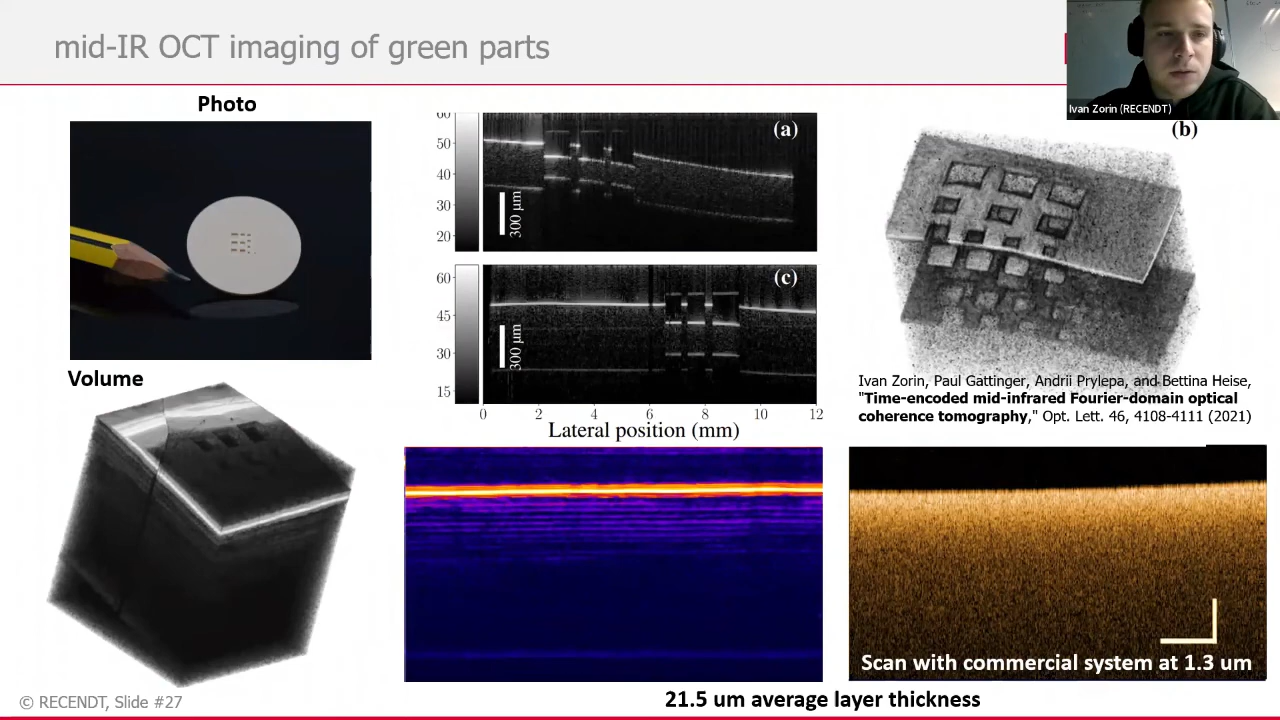 mid-IR OCT imaging of green parts
Ivan Zorin (RECENDT)
Photo
60
50
40
30
20
300 µm
(a)
(b)
60
45
30
15
300 µm
(c)
0 2 4 6 8 10 12
Lateral position (mm)
Volume
Ivan Zorin, Paul Gattinger, Andrii Prylepa, and Bettina Heise,
"Time-encoded mid-infrared Fourier-domain optical
coherence tomography," Opt. Lett. 46, 4108-4111 (2021)
Scan with commercial system at 1.3 um
21.5 um average layer thickness
© RECENDT, Slide #27